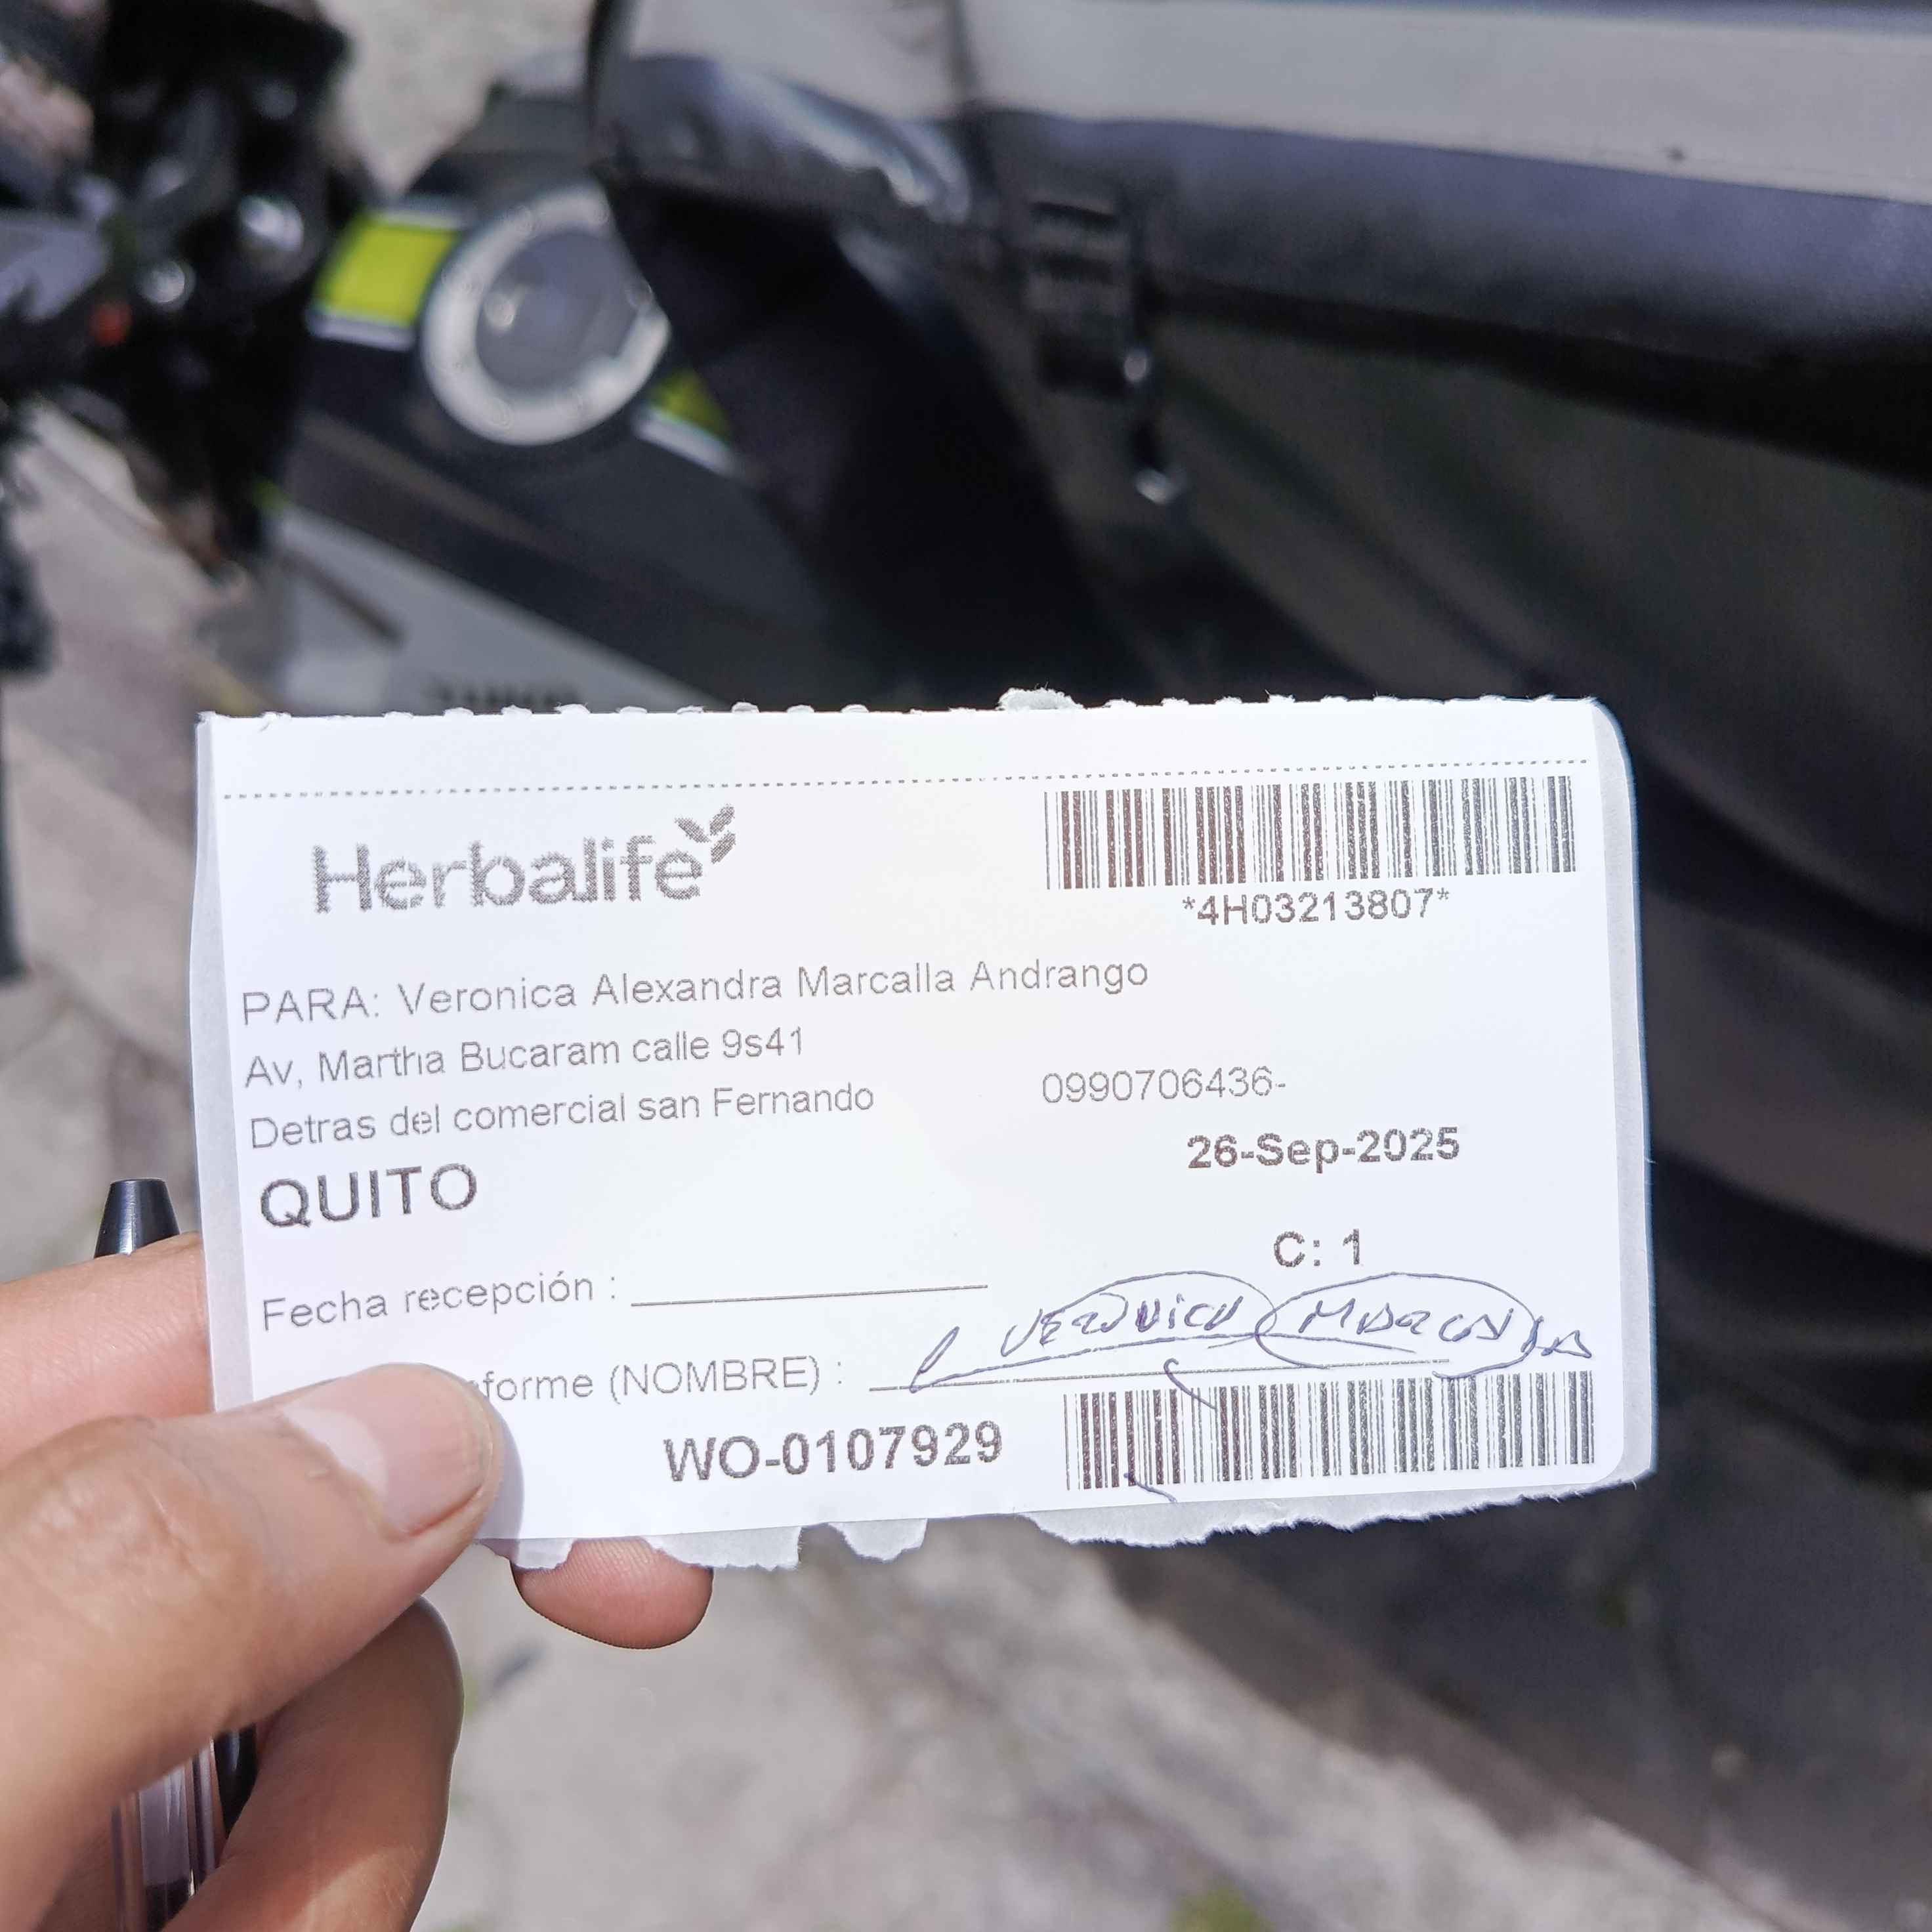 Herbalife
*4H03213807*
PARA: Veronica Alexandra Marcalla Andrango
Av, Martha Bucaram calle 9s41
Detras del comercial san Fernando
0990706436-
26-Sep-2025
QUITO
C: 1
Fecha recepción :
forme (NOMBRE) :
WO-0107929